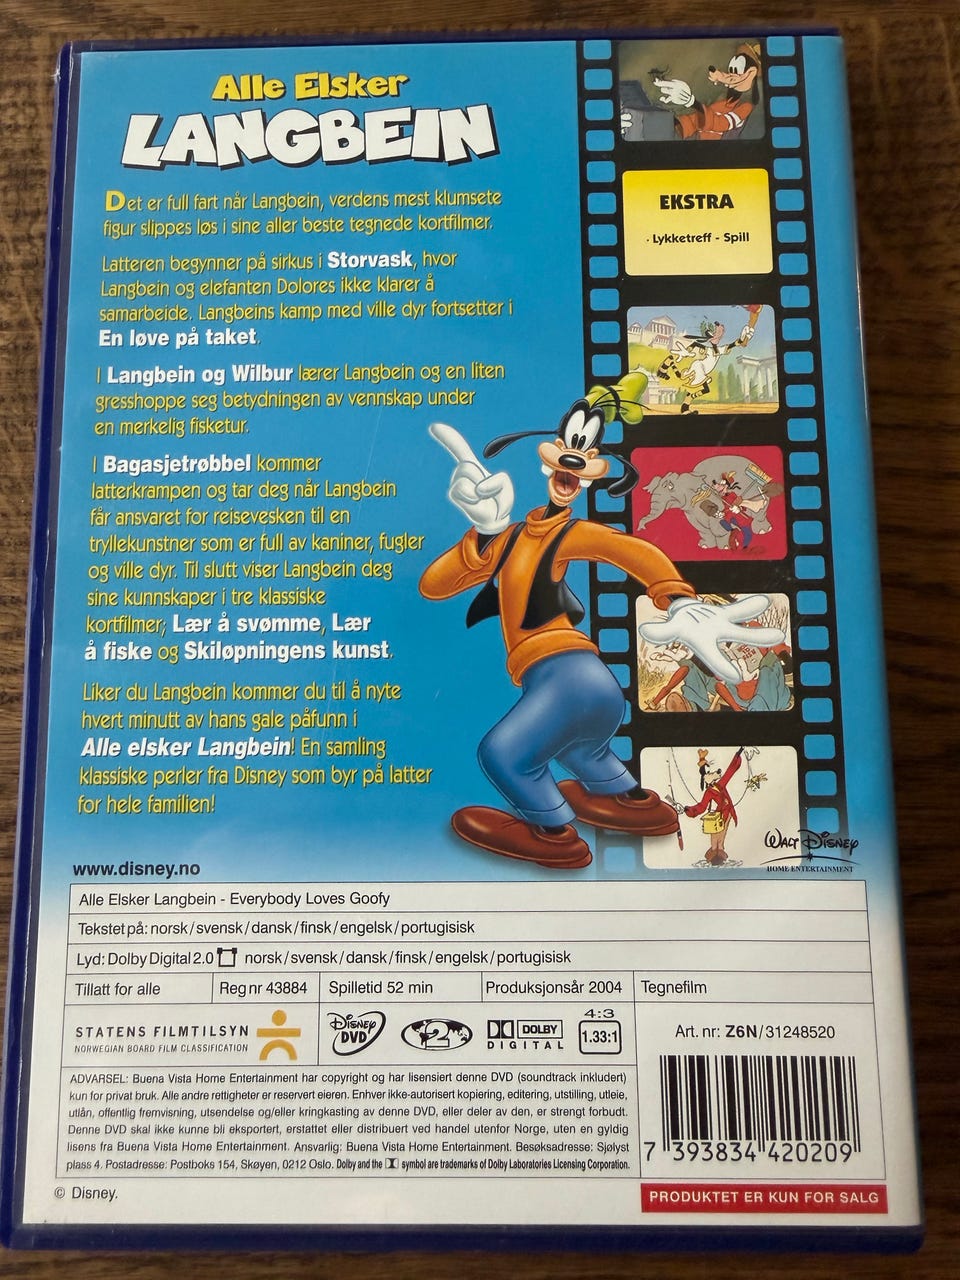 Alle Elsker
LANGBEIN
Det er full fart når Langbein, verdens mest klumsete
figur slippes løs i sine aller beste tegnede kortfilmer.
Latteren begynner på sirkus i Storvask, hvor
Langbein og elefanten Dolores ikke klarer å
samarbeide. Langbeins kamp med ville dyr fortsetter i
En løve på taket.
I Langbein og Wilbur lærer Langbein og en liten
gresshoppe seg betydningen av vennskap under
en merkelig fisketur.
I Bagasjetrøbbel kommer
latterkrampen og tar deg når Langbein
får ansvaret for reisevesken til en
tryllekunstner som er full av kaniner, fugler
og ville dyr. Til slutt viser Langbein deg
sine kunnskaper i tre klassiske
kortfilmer; Lær å svømme, Lær
å fiske og Skiløpningens kunst.
Liker du Langbein kommer du til å nyte
hvert minutt av hans gale påfunn i
Alle elsker Langbein! En samling
klassiske perler fra Disney som byr på latter
for hele familien!
EKSTRA
· Lykketreff - Spill
WALT DISNEY
HOME ENTERTAINMENT
www.disney.no
Alle Elsker Langbein - Everybody Loves Goofy
Tekstet på: norsk/svensk/dansk/finsk/engelsk/portugisisk
Lyd: Dolby Digital 2.0 norsk/svensk/dansk/finsk/engelsk/portugisisk
Tillatt for alle Reg nr 43884 Spilletid 52 min Produksjonsår 2004 Tegnefilm
STATENS FILMTILSYN
NORWEGIAN BOARD FILM CLASSIFICATION
DISNEY
DVD
2
DOLBY
DIGITAL
4:3
1.33:1
Art. nr: Z6N/31248520
ADVARSEL: Buena Vista Home Entertainment har copyright og har lisensiert denne DVD (soundtrack inkludert)
kun for privat bruk. Alle andre rettigheter er reservert eieren. Enhver ikke-autorisert kopiering, editering, utstilling, utleie,
utlån, offentlig fremvisning, utsendelse og/eller kringkasting av denne DVD, eller deler av den, er strengt forbudt.
Denne DVD skal ikke kunne bli eksportert, erstattet eller distribuert ved handel utenfor Norge, uten en gyldig
lisens fra Buena Vista Home Entertainment. Ansvarlig: Buena Vista Home Entertainment. Besøksadresse: Sjølyst
plass 4. Postadresse: Postboks 154, Skøyen, 0212 Oslo. Dolby and the symbol are trademarks of Dolby Laboratories Licensing Corporation.
7 393834 420209
© Disney.
PRODUKTET ER KUN FOR SALG